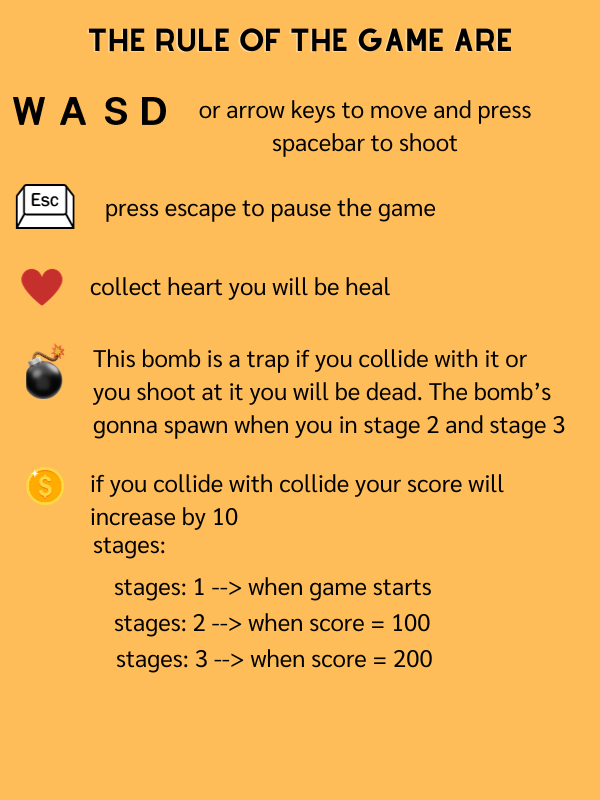 THE RULE OF THE GAME ARE
W A S D or arrow keys to move and press
spacebar to shoot
Esc press escape to pause the game
collect heart you will be heal
This bomb is a trap if you collide with it or
you shoot at it you will be dead. The bomb's
gonna spawn when you in stage 2 and stage 3
$ if you collide with collide your score will
increase by 10
stages:
stages: 1 --> when game starts
stages: 2 --> when score = 100
stages: 3 --> when score = 200